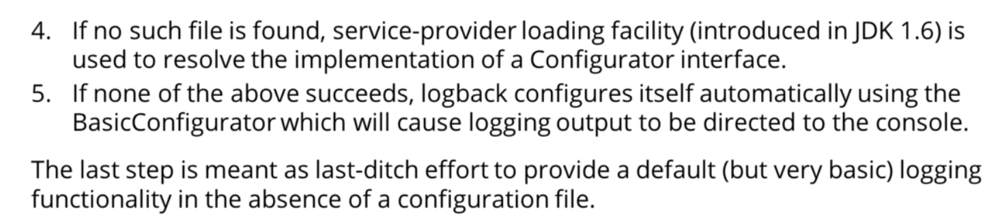 4. If no such file is found, service-provider loading facility (introduced in JDK 1.6) is
used to resolve the implementation of a Configurator interface.
5. If none of the above succeeds, logback configures itself automatically using the
BasicConfigurator which will cause logging output to be directed to the console.
The last step is meant as last-ditch effort to provide a default (but very basic) logging
functionality in the absence of a configuration file.